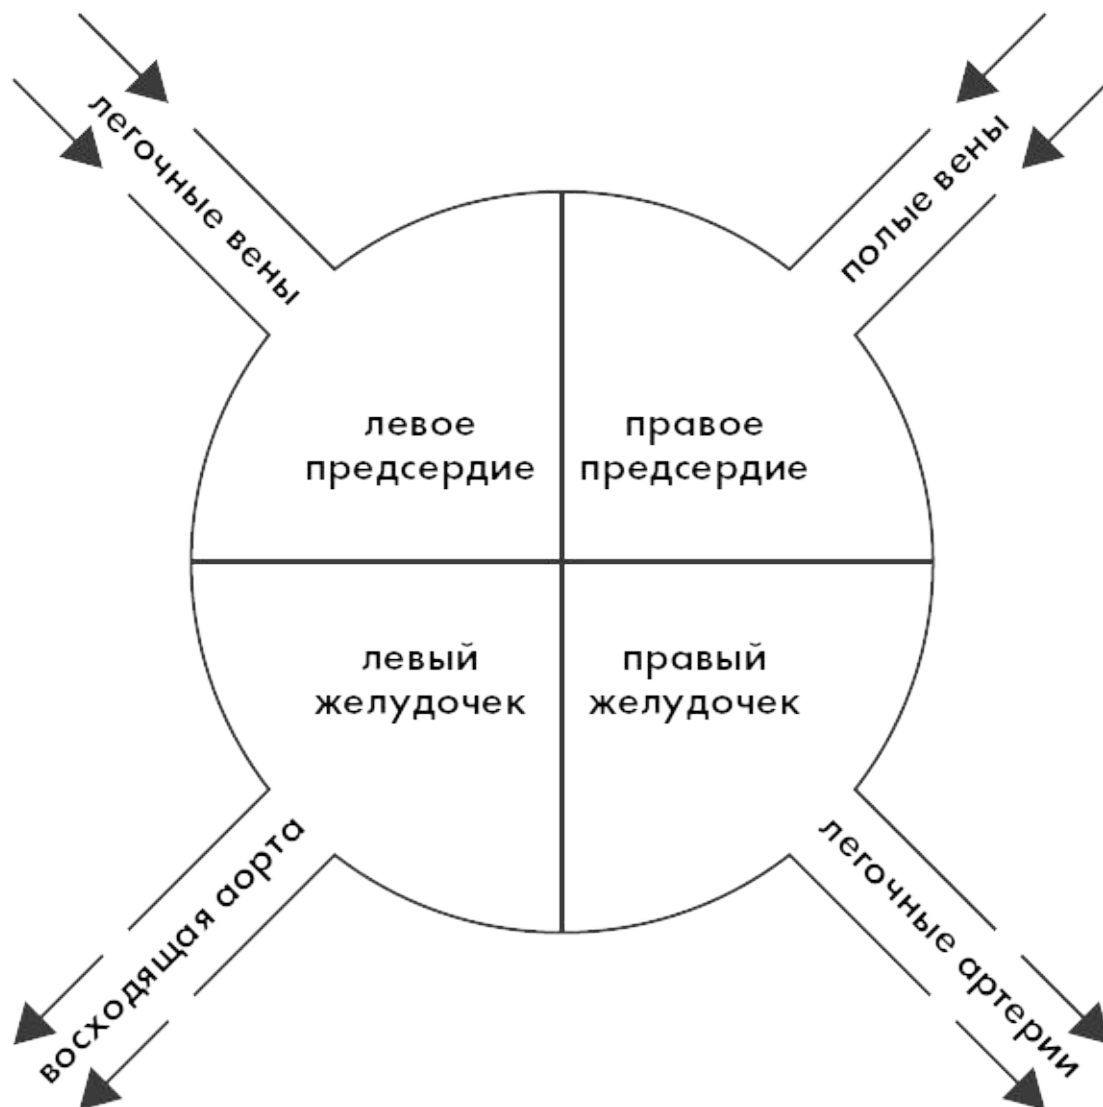 легочные вены
полые вены
левое
предсердие
правое
предсердие
левый
желудочек
правый
желудочек
восходящая аорта
легочные артерии